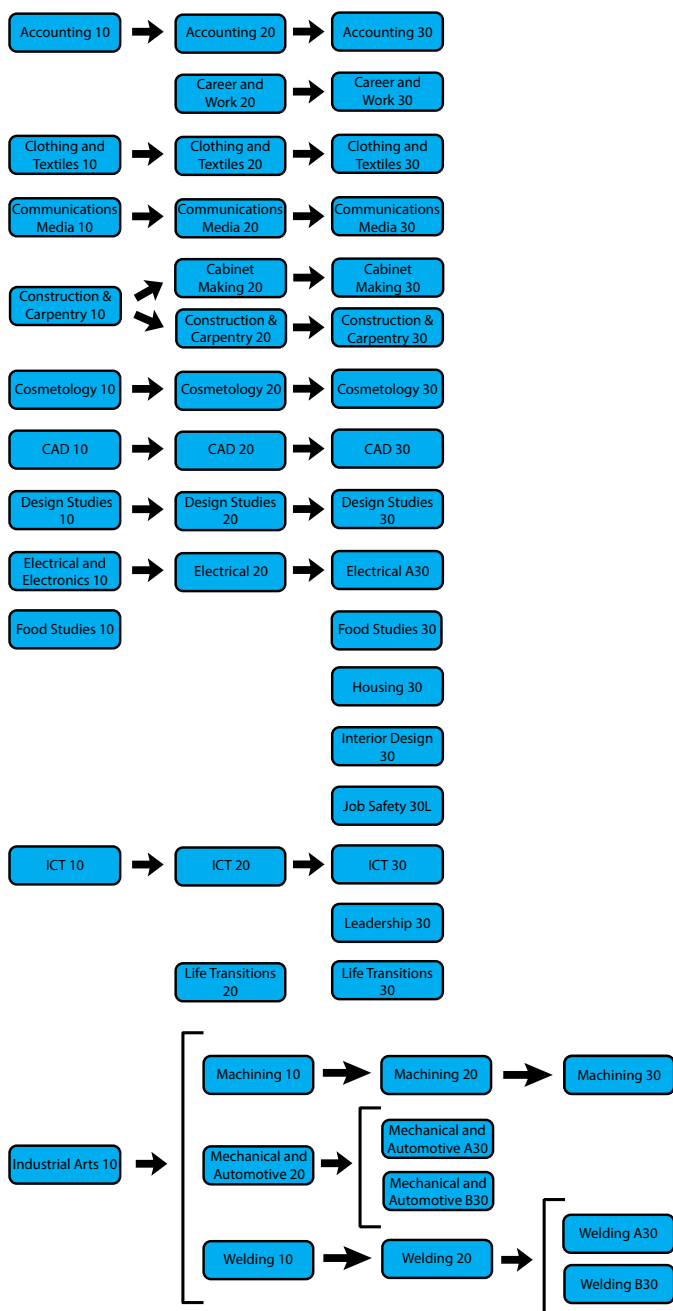 Accounting 10
Accounting 20
Accounting 30
Career and
Work 20
Career and
Work 30
Clothing and
Textiles 10
Clothing and
Textiles 20
Clothing and
Textiles 30
Communications
Media 10
Communications
Media 20
Communications
Media 30
Construction &
Carpentry 10
Cabinet
Making 20
Cabinet
Making 30
Construction &
Carpentry 20
Construction &
Carpentry 30
Cosmetology 10
Cosmetology 20
Cosmetology 30
CAD 10
CAD 20
CAD 30
Design Studies
10
Design Studies
20
Design Studies
30
Electrical and
Electronics 10
Electrical 20
Electrical A30
Food Studies 10
Food Studies 30
Housing 30
Interior Design
30
Job Safety 30L
ICT 10
ICT 20
ICT 30
Leadership 30
Life Transitions
20
Life Transitions
30
Industrial Arts 10
Machining 10
Machining 20
Machining 30
Mechanical and
Automotive 20
Mechanical and
Automotive A30
Mechanical and
Automotive B30
Welding 10
Welding 20
Welding A30
Welding B30